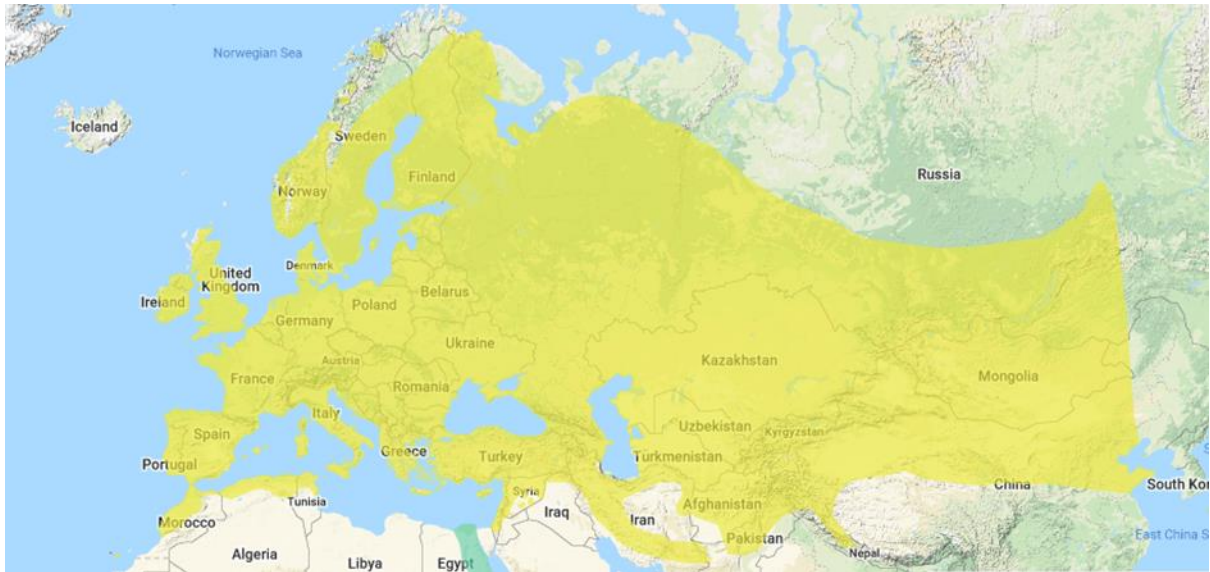 Norwegian Sea
Iceland
Sweden
Finland
Norway
Russia
Denmark
United
Kingdom
Ireland
Belarus
Poland
Germany
Ukraine
Kazakhstan
Austria
France
Romania
Mongolia
Italy
Uzbekistan
Kyrgyzstan
Spain
Greece
Turkey
Turkmenistan
Portugal
Syria
China
South Kor
Tunisia
Afghanistan
Iraq
Iran
Morocco
East China S
Pakistan
Nepal
Algeria
Libya
Egypt